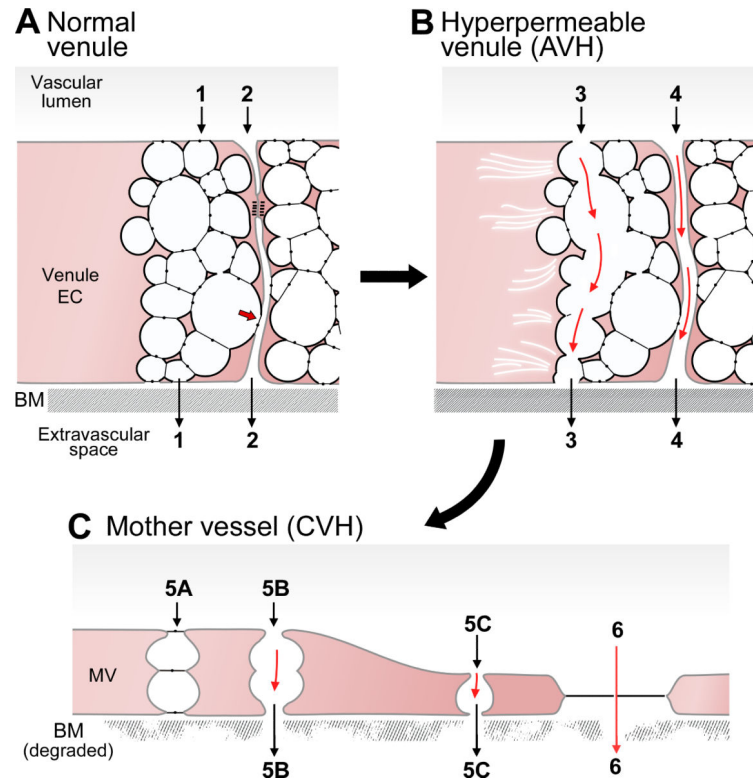 A Normal
venule
Vascular
lumen
1 2
Venule
EC
BM
Extravascular
space
1 2
B Hyperpermeable
venule (AVH)
3 4
3 4
C Mother vessel (CVH)
5A 5B 5C 6
MV
BM
(degraded)
5B 5C 6